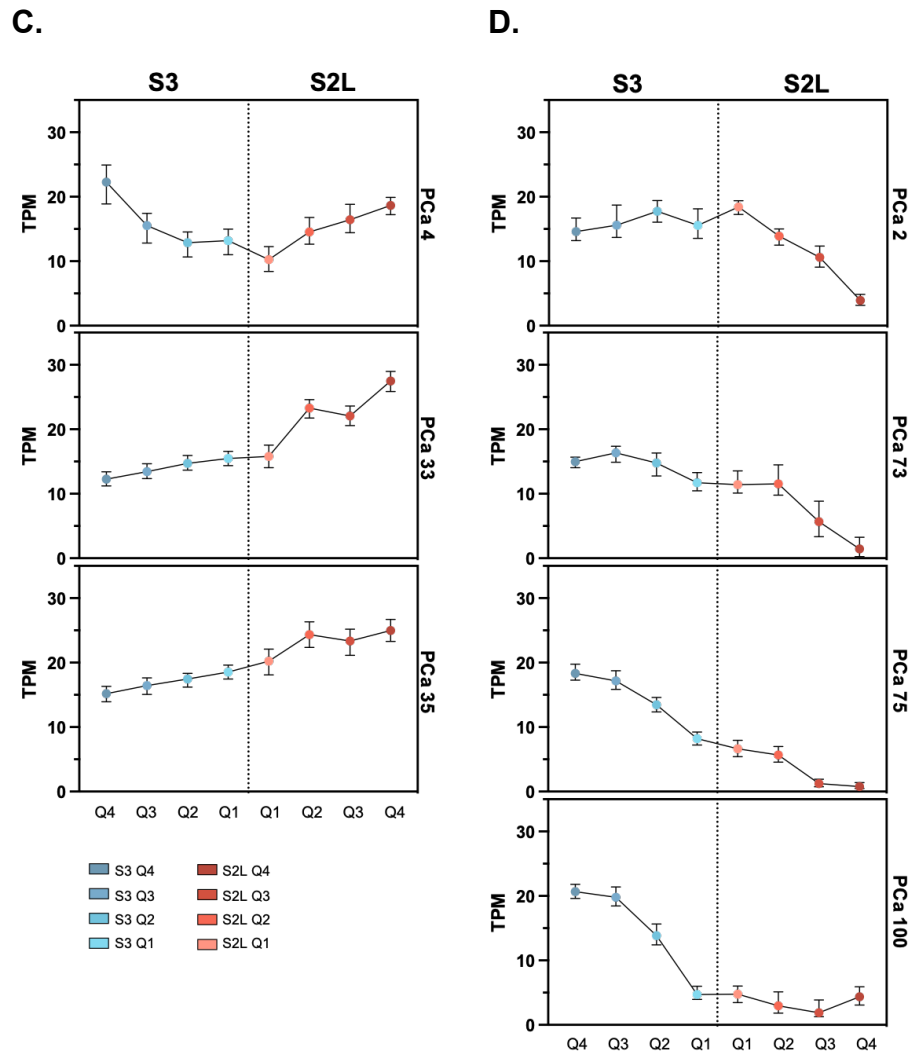 C.
S3 S2L
30
20
10
0
TPM
PCa 4
30
20
10
0
TPM
PCa 33
30
20
10
0
TPM
PCa 35
Q4 Q3 Q2 Q1 Q1 Q2 Q3 Q4
S3 Q4 S2L Q4
S3 Q3 S2L Q3
S3 Q2 S2L Q2
S3 Q1 S2L Q1
D.
S3 S2L
30
20
10
0
TPM
PCa 2
30
20
10
0
TPM
PCa 73
30
20
10
0
TPM
PCa 75
30
20
10
0
TPM
PCa 100
Q4 Q3 Q2 Q1 Q1 Q2 Q3 Q4